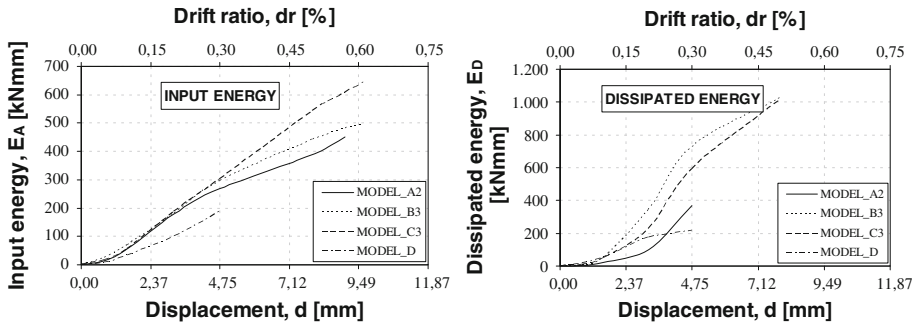 Drift ratio, dr [%]
0,00 0,15 0,30 0,45 0,60 0,75
Input energy, EA [kNmm]
700
600
500
400
300
200
100
0
INPUT ENERGY
MODEL_A2
MODEL_B3
MODEL_C3
MODEL_D
0,00 2,37 4,75 7,12 9,49 11,87
Displacement, d [mm]
Drift ratio, dr [%]
0,00 0,15 0,30 0,45 0,60 0,75
Dissipated energy, ED
[kNmm]
1.200
1.000
800
600
400
200
0
DISSIPATED ENERGY
MODEL_A2
MODEL_B3
MODEL_C3
MODEL_D
0,00 2,37 4,75 7,12 9,49 11,87
Displacement, d [mm]